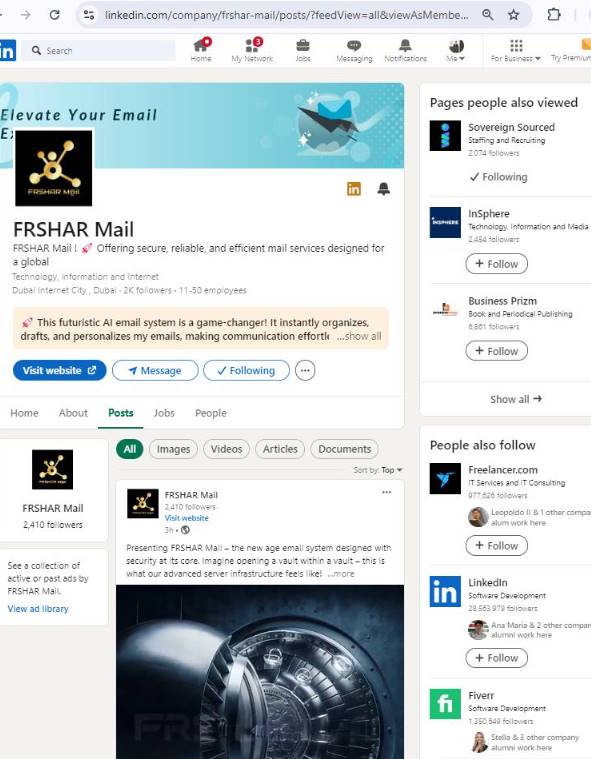 linkedin.com/company/frshar-mail/posts/?feedView=all&viewAsMembe...
in
Search
Home
3
My Network
Jobs
Messaging
Notifications
Me
For Business
Try Premium
Elevate Your Email
FRSHAR Mail
FRSHAR Mail
FRSHAR Mail ! 🚀 Offering secure, reliable, and efficient mail services designed for
a global
Technology, Information and Internet
Dubai Internet City , Dubai · 2K followers · 11-50 employees
🚀 This futuristic AI email system is a game-changer! It instantly organizes,
drafts, and personalizes my emails, making communication effortle ...show all
Visit website
Message
Following
Home
About
Posts
Jobs
People
FRSHAR Mail
2,410 followers
See a collection of
active or past ads by
FRSHAR Mail.
View ad library
All
Images
Videos
Articles
Documents
Sort by: Top
FRSHAR Mail
2,410 followers
Visit website
3h •
Presenting FRSHAR Mail – the new age email system designed with
security at its core. Imagine opening a vault within a vault – this is
what our advanced server infrastructure feels like! ...more
Pages people also viewed
Sovereign Sourced
Staffing and Recruiting
2,074 followers
Following
INSPHERE
InSphere
Technology, Information and Media
2,454 followers
+ Follow
Business Prizm
Book and Periodical Publishing
6,861 followers
+ Follow
Show all →
People also follow
Freelancer.com
IT Services and IT Consulting
977,626 followers
Leopoldo II & 1 other compa
alum work here
+ Follow
in
LinkedIn
Software Development
28,563,979 followers
Ana Maria & 2 other compan
alumni work here
+ Follow
fi
Fiverr
Software Development
1,350,649 followers
Stella & 3 other company
alumni work here